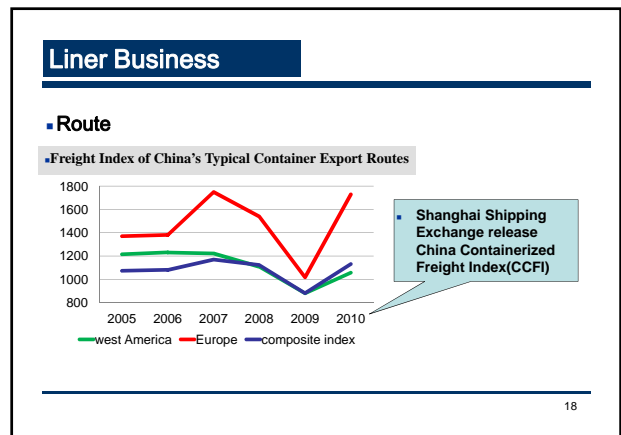 Liner Business
▪Route
▪Freight Index of China's Typical Container Export Routes
1800
1600
1400
1200
1000
800
2005 2006 2007 2008 2009 2010
west America Europe composite index
▪ Shanghai Shipping
Exchange release
China Containerized
Freight Index(CCFI)
18